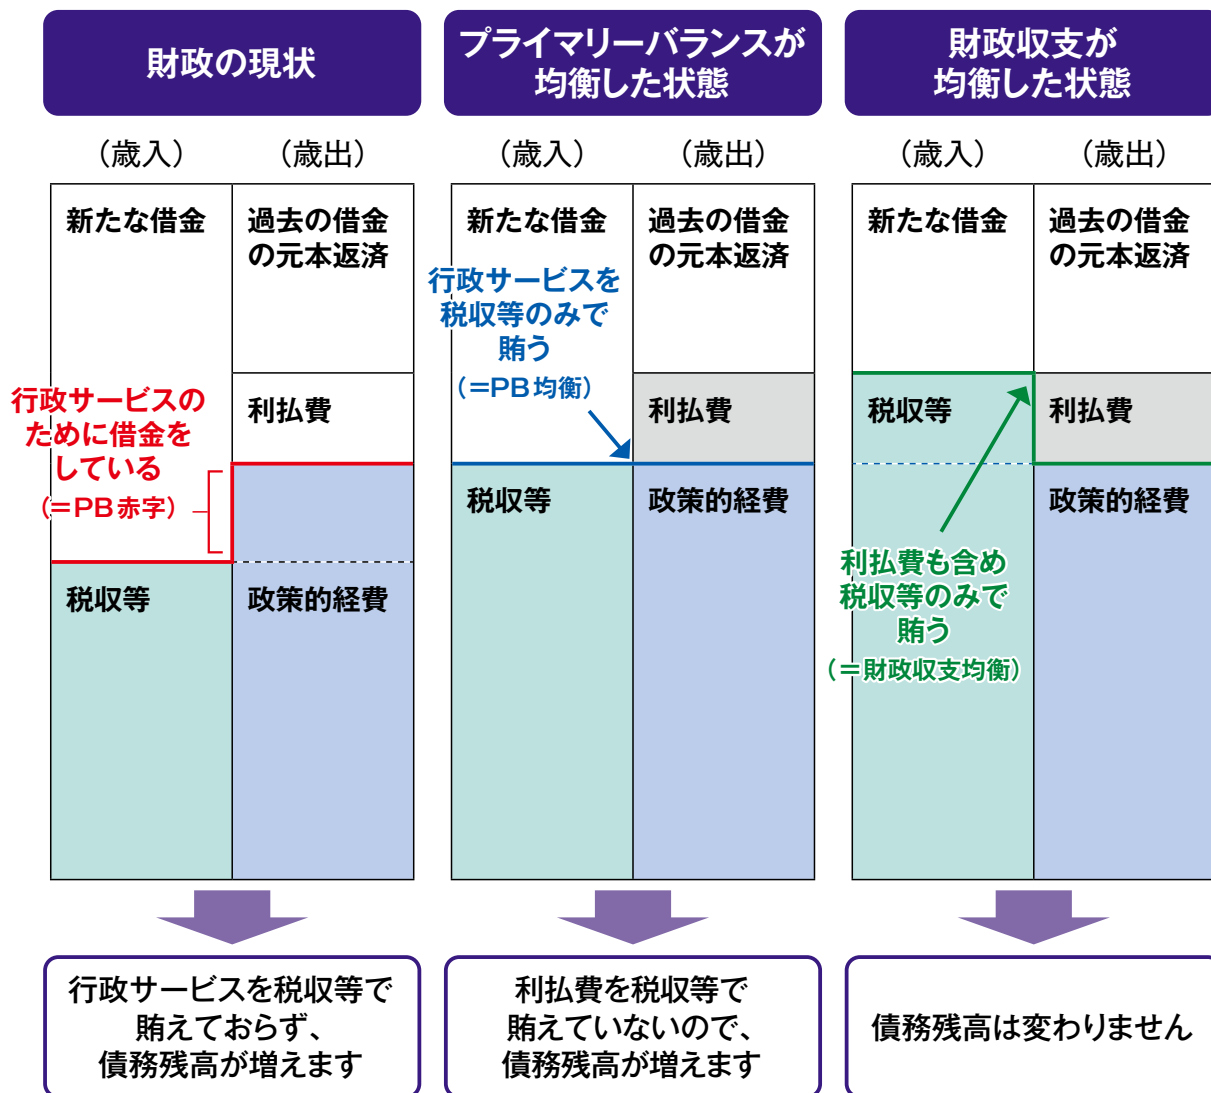 財政の現状
プライマリーバランスが
均衡した状態
財政収支が
均衡した状態
（歳入）
（歳出）
（歳入）
（歳出）
（歳入）
（歳出）
新たな借金
過去の借金
の元本返済
利払費
行政サービスの
ために借金を
している
（＝PB赤字）
税収等
政策的経費
新たな借金
過去の借金
の元本返済
行政サービスを
税収等のみで
賄う
（＝PB均衡）
利払費
税収等
政策的経費
新たな借金
過去の借金
の元本返済
税収等
利払費
政策的経費
利払費も含め
税収等のみで
賄う
（＝財政収支均衡）
行政サービスを税収等で
賄えておらず、
債務残高が増えます
利払費を税収等で
賄えていないので、
債務残高が増えます
債務残高は変わりません